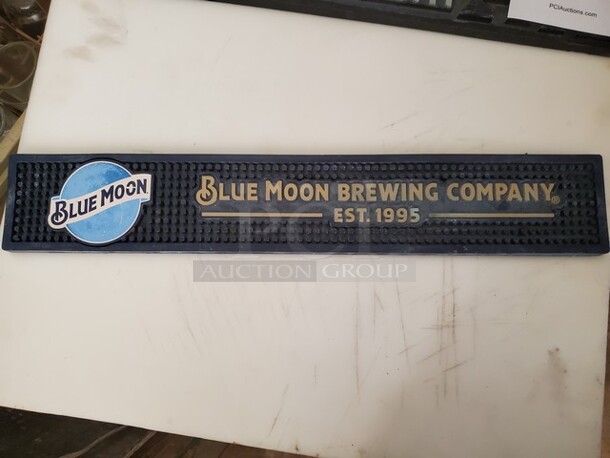 PCIAuctions.com
BLUE MOON
BLUE MOON BREWING COMPANY®
EST. 1995
PCI
AUCTION GROUP